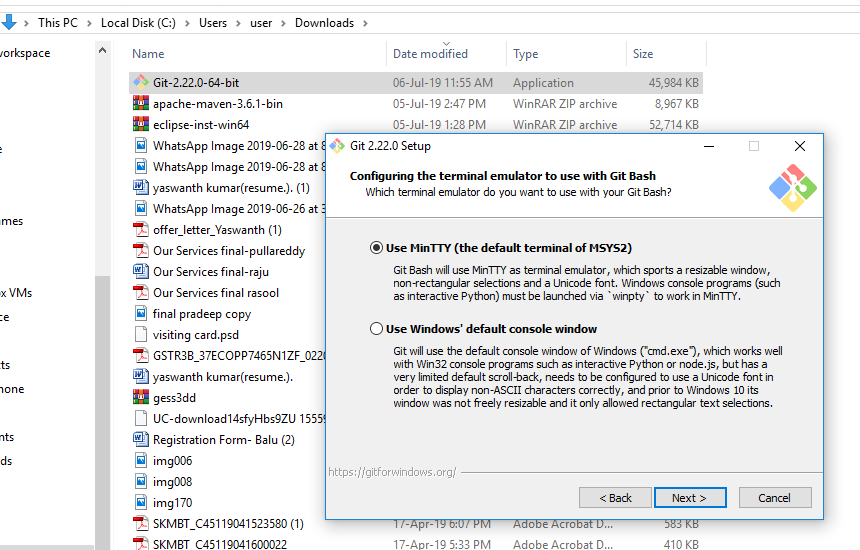 This PC > Local Disk (C:) > Users > user > Downloads >
workspace
Name Date modified Type Size
Git-2.22.0-64-bit 06-Jul-19 11:55 AM Application 45,984 KB
apache-maven-3.6.1-bin 05-Jul-19 2:47 PM WinRAR ZIP archive 8,967 KB
eclipse-inst-win64 05-Jul-19 1:28 PM WinRAR ZIP archive 52,714 KB
WhatsApp Image 2019-06-28 at 8
WhatsApp Image 2019-06-28 at 8
yaswanth kumar(resume.). (1)
WhatsApp Image 2019-06-26 at 3
offer_letter_Yaswanth (1)
Our Services final-pullareddy
Our Services final-raju
Our Services final rasool
final pradeep copy
visiting card.psd
GSTR3B_37ECOPP7465N1ZF_0220
yaswanth kumar(resume.).
gess3dd
UC-download14sfyHbs9ZU 15559
Registration Form- Balu (2)
img006
img008
img170
SKMBT_C45119041523580 (1) 17-Apr-19 6:07 PM Adobe Acrobat D... 583 KB
SKMBT_C45119041600022 17-Apr-19 5:33 PM Adobe Acrobat D... 410 KB
ames
x VMs
ce
ts
hone
nts
ds
Git 2.22.0 Setup
Configuring the terminal emulator to use with Git Bash
Which terminal emulator do you want to use with your Git Bash?
Use MinTTY (the default terminal of MSYS2)
Git Bash will use MinTTY as terminal emulator, which sports a resizable window,
non-rectangular selections and a Unicode font. Windows console programs (such
as interactive Python) must be launched via `winpty` to work in MinTTY.
Use Windows' default console window
Git will use the default console window of Windows ("cmd.exe"), which works well
with Win32 console programs such as interactive Python or node.js, but has a
very limited default scroll-back, needs to be configured to use a Unicode font in
order to display non-ASCII characters correctly, and prior to Windows 10 its
window was not freely resizable and it only allowed rectangular text selections.
https://gitforwindows.org/
< Back
Next >
Cancel